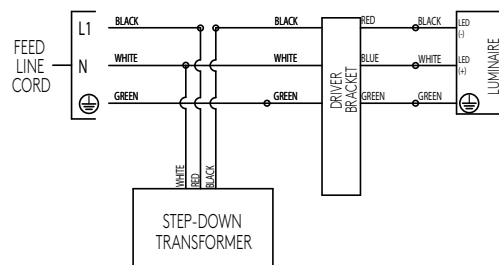 FEED
LINE
CORD
L1
N
BLACK
WHITE
GREEN
BLACK
WHITE
GREEN
WHITE
RED
BLACK
STEP-DOWN
TRANSFORMER
DRIVER
BRACKET
RED
BLUE
GREEN
BLACK
WHITE
GREEN
LED
(-)
LED
(+)
LUMINAIRE